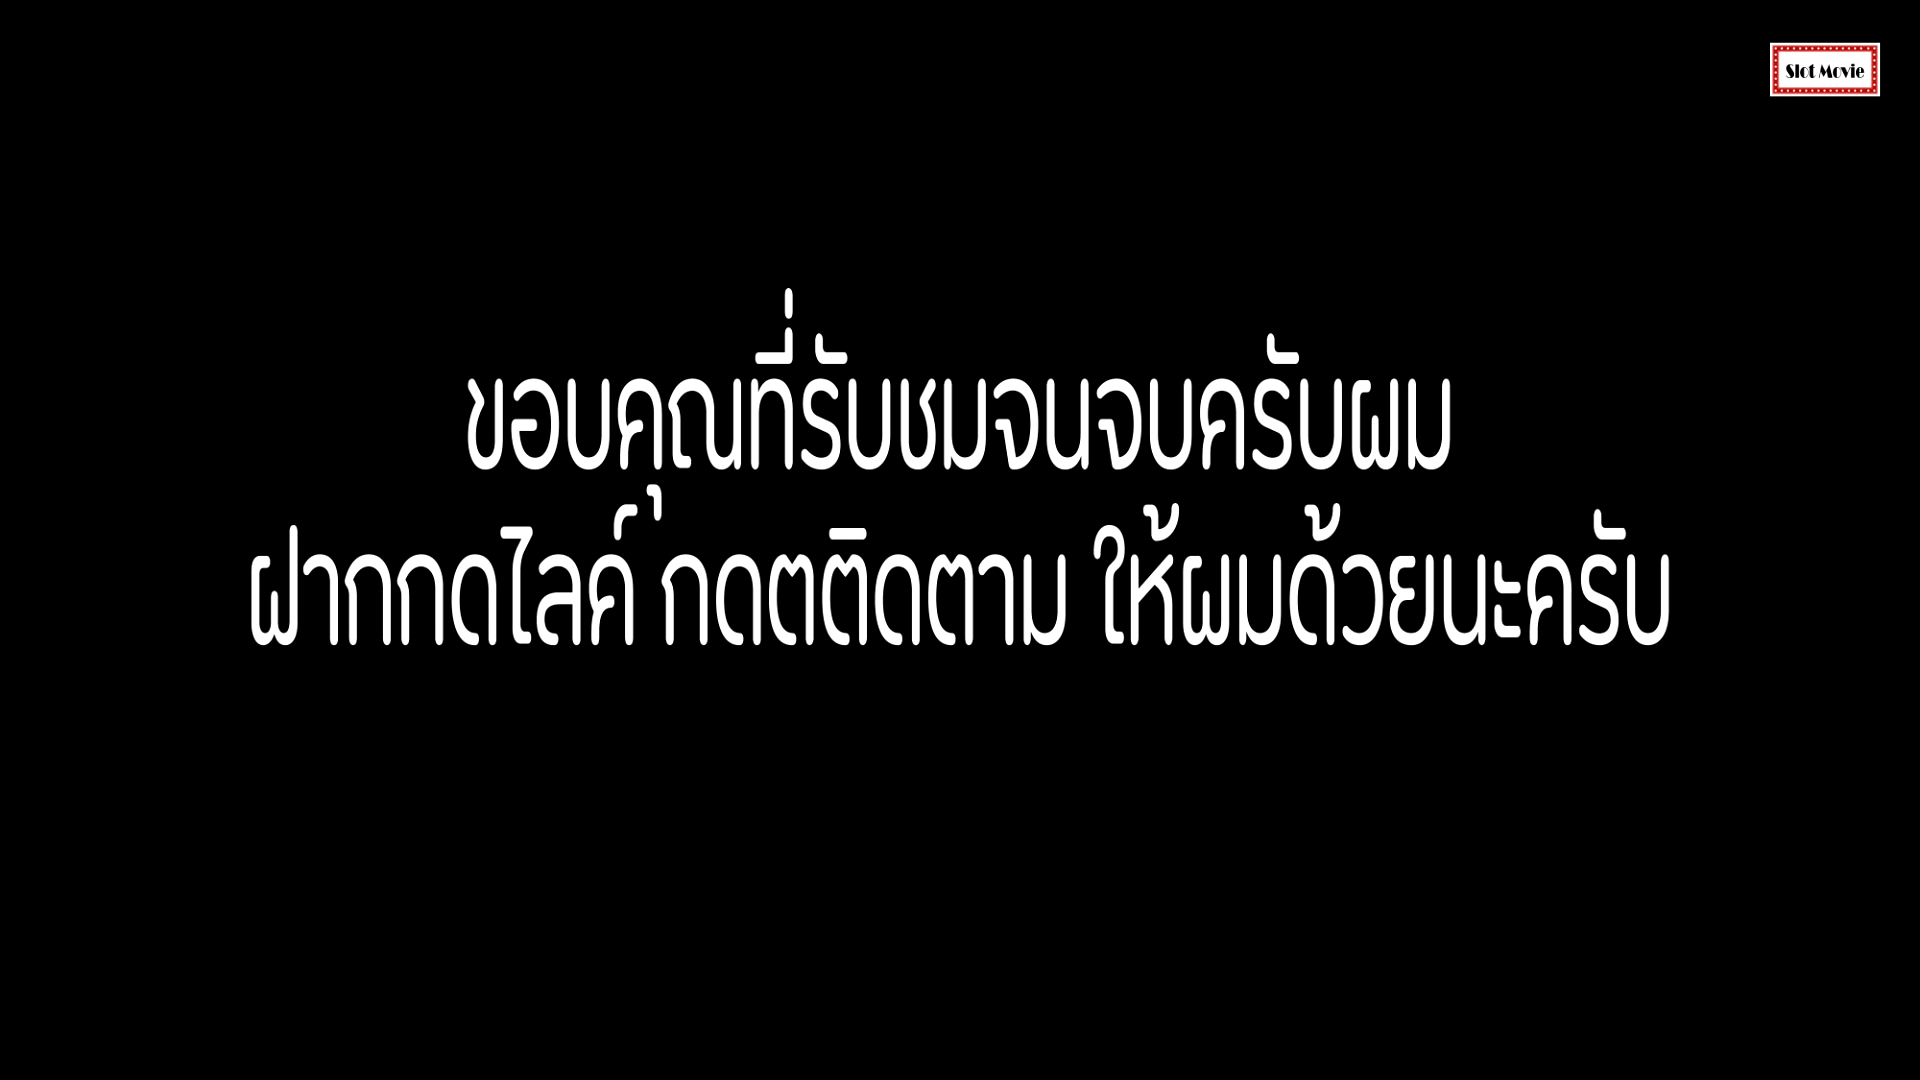 Slot Movie
ขอบคุณที่รับชมจนจบครับผม
ฝากกดไลค์ กดตติดตาม ให้ผมด้วยนะครับ